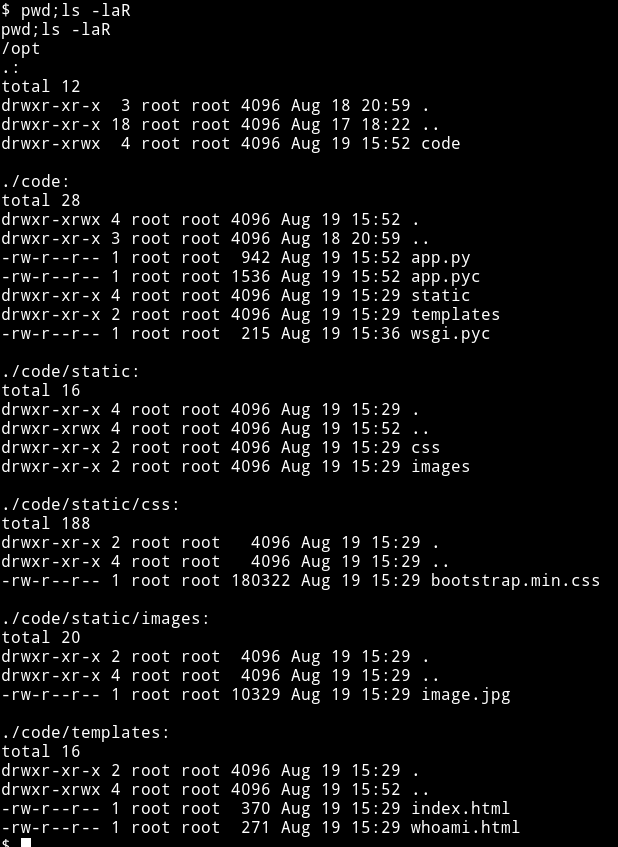 $ pwd;ls -laR
pwd;ls -laR
/opt
.:
total 12
drwxr-xr-x  3 root root 4096 Aug 18 20:59 .
drwxr-xr-x 18 root root 4096 Aug 17 18:22 ..
drwxr-xrwx  4 root root 4096 Aug 19 15:52 code

./code:
total 28
drwxr-xrwx 4 root root 4096 Aug 19 15:52 .
drwxr-xr-x 3 root root 4096 Aug 18 20:59 ..
-rw-r--r-- 1 root root  942 Aug 19 15:52 app.py
-rw-r--r-- 1 root root 1536 Aug 19 15:52 app.pyc
drwxr-xr-x 4 root root 4096 Aug 19 15:29 static
drwxr-xr-x 2 root root 4096 Aug 19 15:29 templates
-rw-r--r-- 1 root root  215 Aug 19 15:36 wsgi.pyc

./code/static:
total 16
drwxr-xr-x 4 root root 4096 Aug 19 15:29 .
drwxr-xrwx 4 root root 4096 Aug 19 15:52 ..
drwxr-xr-x 2 root root 4096 Aug 19 15:29 css
drwxr-xr-x 2 root root 4096 Aug 19 15:29 images

./code/static/css:
total 188
drwxr-xr-x 2 root root   4096 Aug 19 15:29 .
drwxr-xr-x 4 root root   4096 Aug 19 15:29 ..
-rw-r--r-- 1 root root 180322 Aug 19 15:29 bootstrap.min.css

./code/static/images:
total 20
drwxr-xr-x 2 root root  4096 Aug 19 15:29 .
drwxr-xr-x 4 root root  4096 Aug 19 15:29 ..
-rw-r--r-- 1 root root 10329 Aug 19 15:29 image.jpg

./code/templates:
total 16
drwxr-xr-x 2 root root 4096 Aug 19 15:29 .
drwxr-xrwx 4 root root 4096 Aug 19 15:52 ..
-rw-r--r-- 1 root root  370 Aug 19 15:29 index.html
-rw-r--r-- 1 root root  271 Aug 19 15:29 whoami.html
$